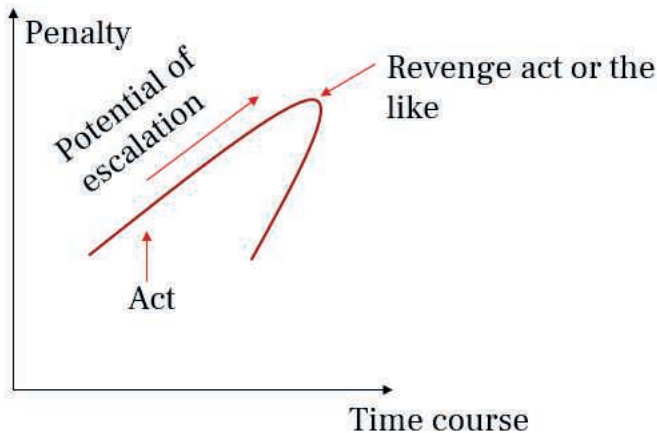 Penalty
Potential of
escalation
Revenge act or the
like
Act
Time course